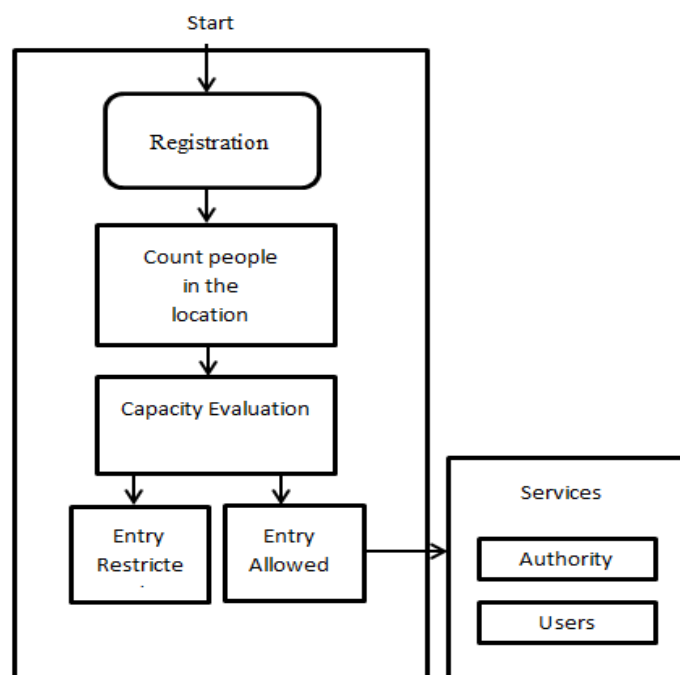 Start
Registration
Count people
in the
location
Capacity Evaluation
Entry
Restricte
Entry
Allowed
Services
Authority
Users